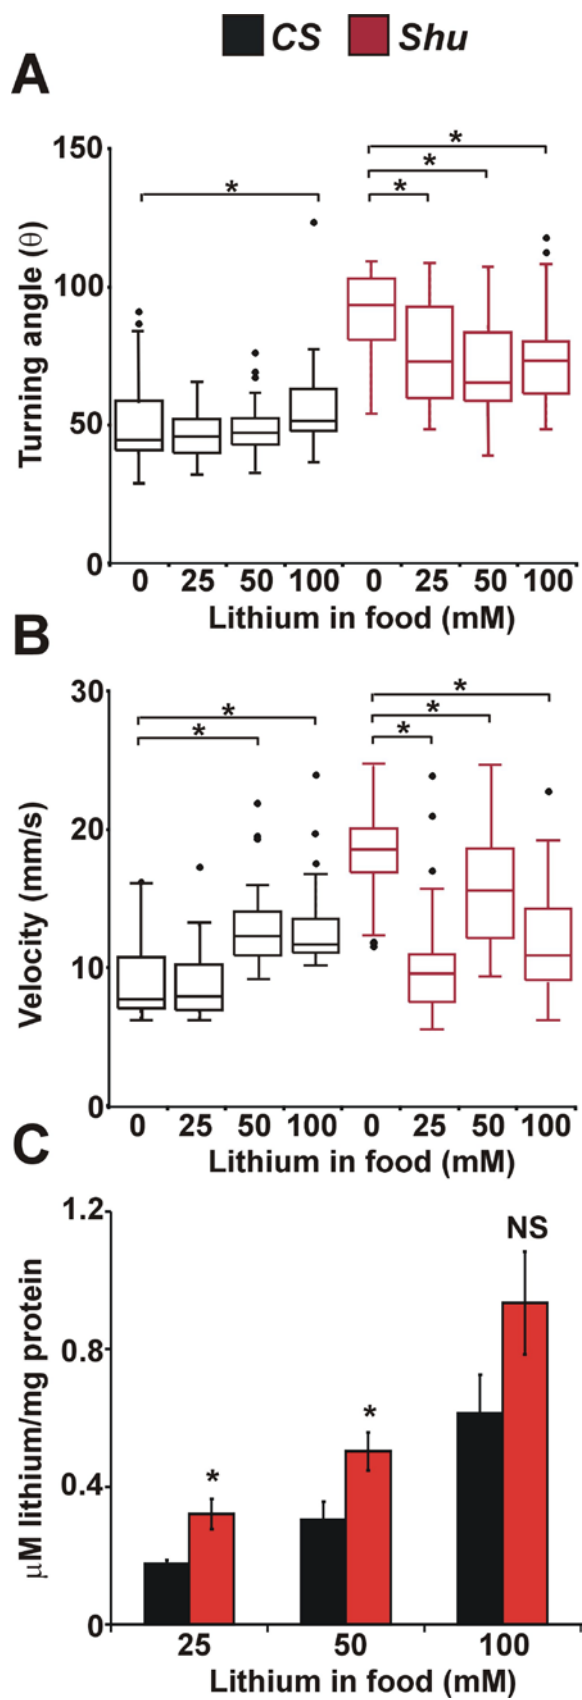 CS Shu
A
150
* * * *
100
50
0
Turning angle (θ)
0 25 50 100 0 25 50 100
Lithium in food (mM)
B
30
* * * * *
20
10
0
Velocity (mm/s)
0 25 50 100 0 25 50 100
Lithium in food (mM)
C
1.2
NS
0.8
*
0.4
*
0
μM lithium/mg protein
25 50 100
Lithium in food (mM)